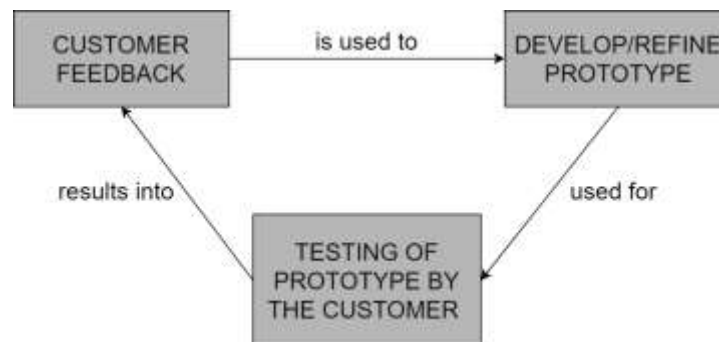 CUSTOMER
FEEDBACK
is used to
DEVELOP/REFINE
PROTOTYPE
results into
used for
TESTING OF
PROTOTYPE BY
THE CUSTOMER